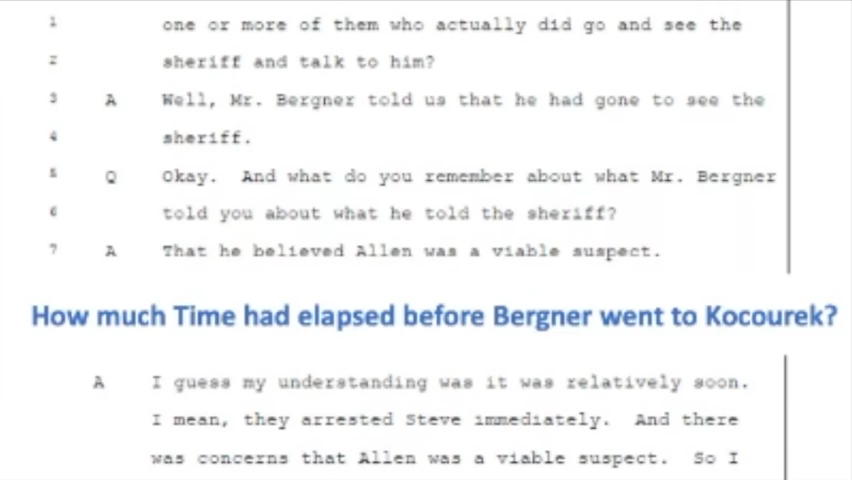 1 one or more of them who actually did go and see the
2 sheriff and talk to him?
3 A Well, Mr. Bergner told us that he had gone to see the
4 sheriff.
5 Q Okay. And what do you remember about what Mr. Bergner
6 told you about what he told the sheriff?
7 A That he believed Allen was a viable suspect.
How much Time had elapsed before Bergner went to Kocourek?
A I guess my understanding was it was relatively soon.
I mean, they arrested Steve immediately. And there
was concerns that Allen was a viable suspect. So I